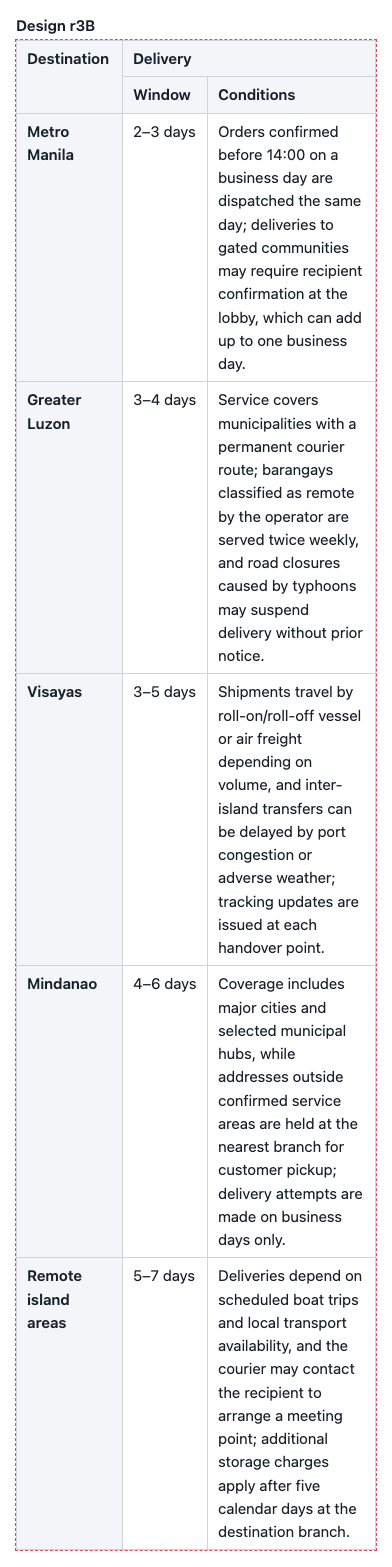 Design r3B
Destination
Delivery
Window
Conditions
Metro
Manila
2–3 days
Orders confirmed
before 14:00 on a
business day are
dispatched the same
day; deliveries to
gated communities
may require recipient
confirmation at the
lobby, which can add
up to one business
day.
Greater
Luzon
3–4 days
Service covers
municipalities with a
permanent courier
route; barangays
classified as remote
by the operator are
served twice weekly,
and road closures
caused by typhoons
may suspend
delivery without prior
notice.
Visayas
3–5 days
Shipments travel by
roll-on/roll-off vessel
or air freight
depending on
volume, and inter-
island transfers can
be delayed by port
congestion or
adverse weather;
tracking updates are
issued at each
handover point.
Mindanao
4–6 days
Coverage includes
major cities and
selected municipal
hubs, while
addresses outside
confirmed service
areas are held at the
nearest branch for
customer pickup;
delivery attempts are
made on business
days only.
Remote
island
areas
5–7 days
Deliveries depend on
scheduled boat trips
and local transport
availability, and the
courier may contact
the recipient to
arrange a meeting
point; additional
storage charges
apply after five
calendar days at the
destination branch.